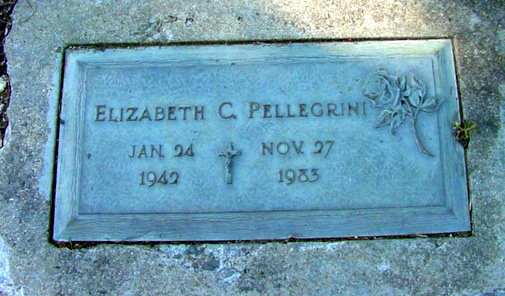 ELIZABETH C. PELLEGRINI
JAN. 24 NOV. 27
1942 1983